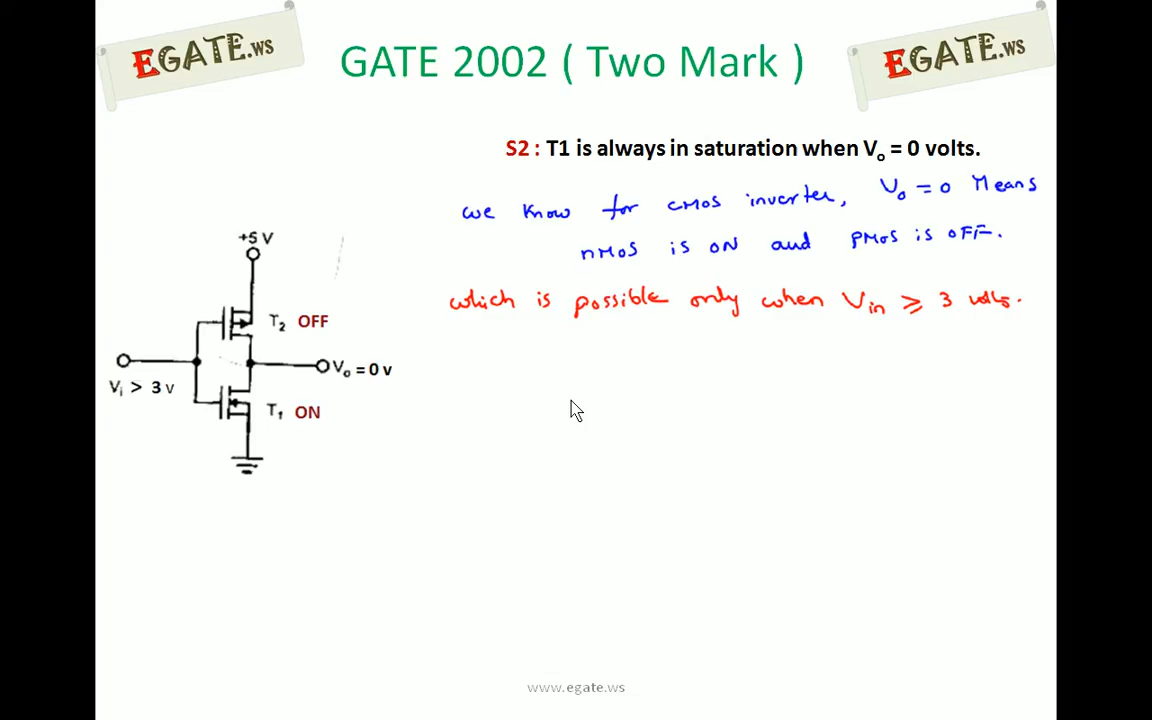 EGATE.ws
GATE 2002 ( Two Mark )
EGATE.ws
S2 : T1 is always in saturation when Vo = 0 volts.
we know for CMOS inverter, Vo = 0 Means
nMOS is ON and PMOS is OFF.
which is possible only when Vin ≥ 3 volts.
+5 V
T2 OFF
Vo = 0 v
Vi > 3 v
T1 ON
www.egate.ws